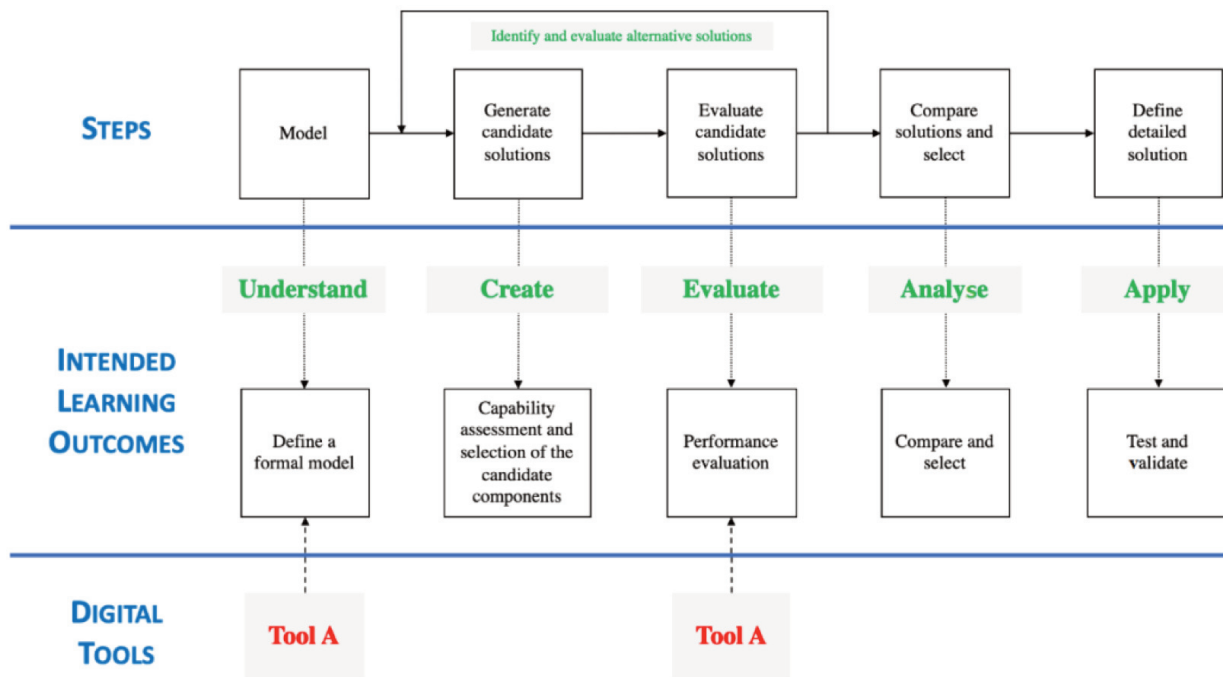 Identify and evaluate alternative solutions
STEPS
Model
Generate
candidate
solutions
Evaluate
candidate
solutions
Compare
solutions and
select
Define
detailed
solution
Understand
Create
Evaluate
Analyse
Apply
INTENDED
LEARNING
OUTCOMES
Define a
formal model
Capability
assessment and
selection of the
candidate
components
Performance
evaluation
Compare and
select
Test and
validate
DIGITAL
TOOLS
Tool A
Tool A